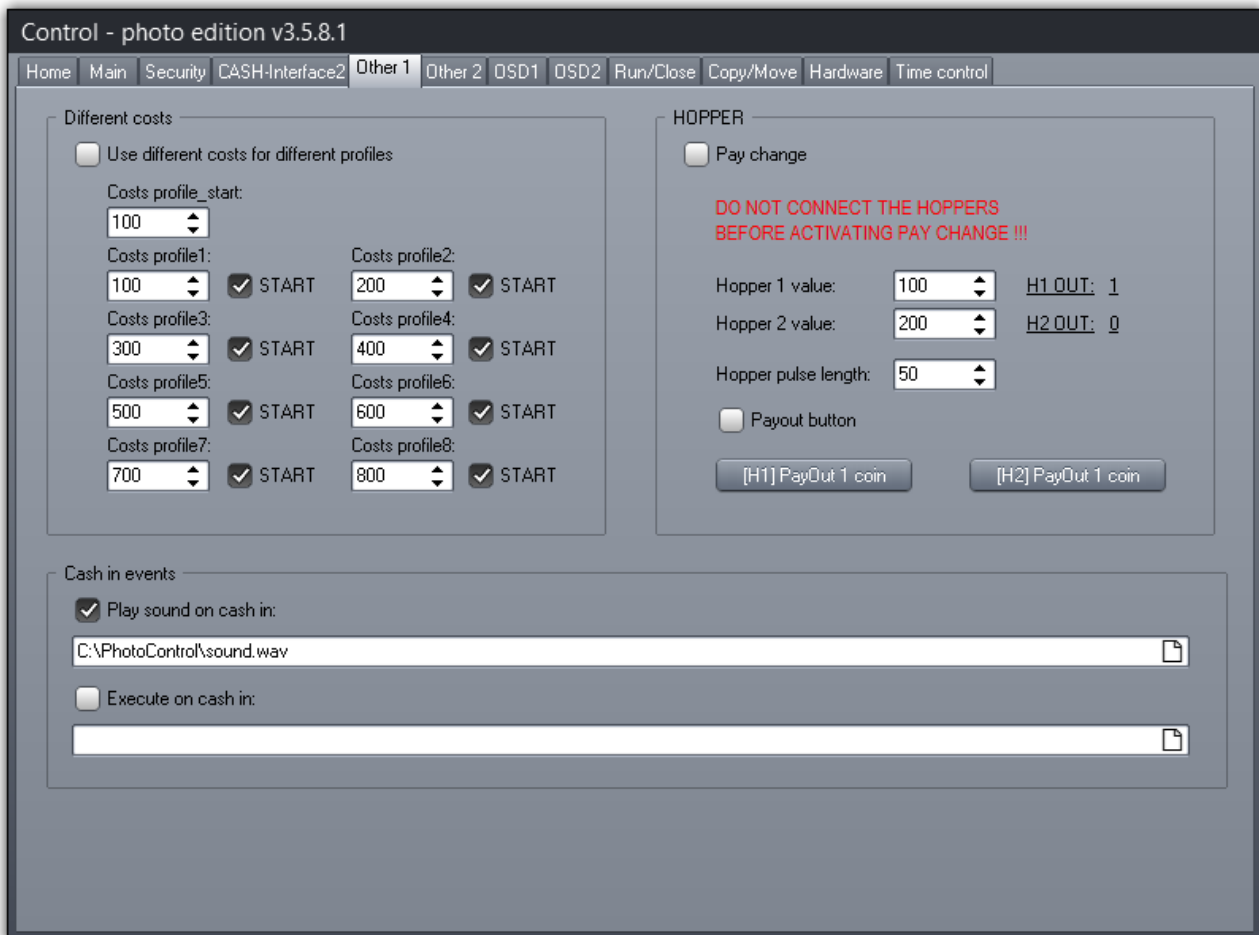 Control - photo edition v3.5.8.1
Home Main Security CASH-Interface2 Other 1 Other 2 OSD1 OSD2 Run/Close Copy/Move Hardware Time control
Different costs
Use different costs for different profiles
Costs profile_start:
100
Costs profile1: Costs profile2:
100 START 200 START
Costs profile3: Costs profile4:
300 START 400 START
Costs profile5: Costs profile6:
500 START 600 START
Costs profile7: Costs profile8:
700 START 800 START
HOPPER
Pay change
DO NOT CONNECT THE HOPPERS
BEFORE ACTIVATING PAY CHANGE !!!
Hopper 1 value: 100 H1 OUT: 1
Hopper 2 value: 200 H2 OUT: 0
Hopper pulse length: 50
Payout button
[H1] PayOut 1 coin [H2] PayOut 1 coin
Cash in events
Play sound on cash in:
C:\PhotoControl\sound.wav
Execute on cash in: